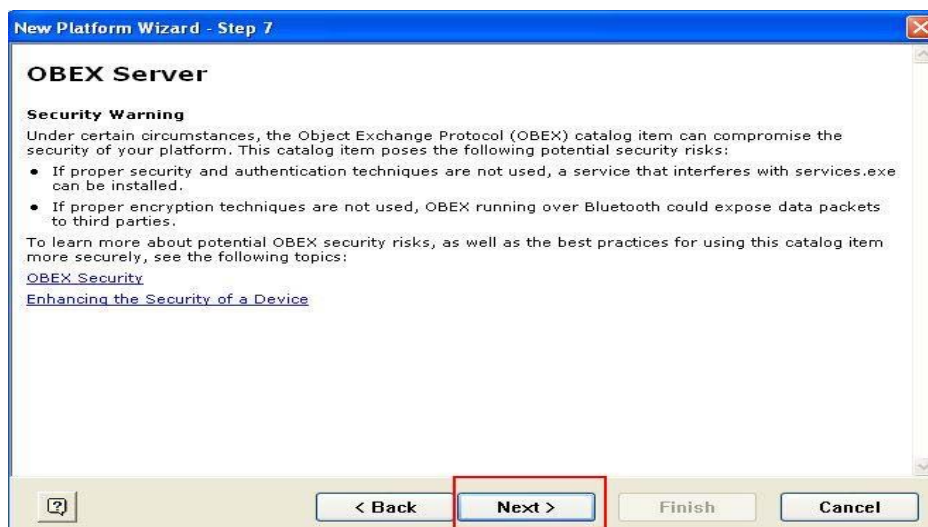 New Platform Wizard - Step 7
OBEX Server
Security Warning
Under certain circumstances, the Object Exchange Protocol (OBEX) catalog item can compromise the
security of your platform. This catalog item poses the following potential security risks:
• If proper security and authentication techniques are not used, a service that interferes with services.exe
can be installed.
• If proper encryption techniques are not used, OBEX running over Bluetooth could expose data packets
to third parties.
To learn more about potential OBEX security risks, as well as the best practices for using this catalog item
more securely, see the following topics:
OBEX Security
Enhancing the Security of a Device
? < Back Next > Finish Cancel